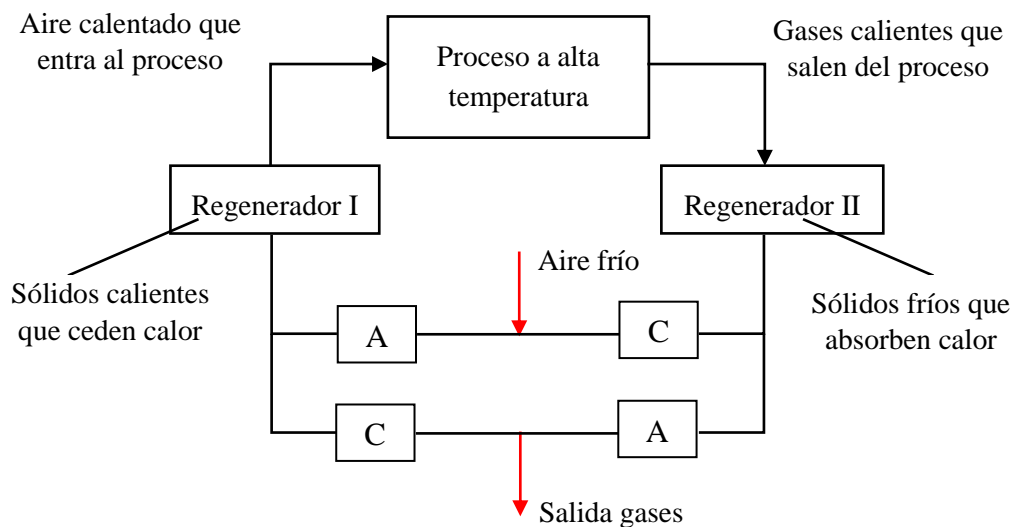 Aire calentado que
entra al proceso
Proceso a alta
temperatura
Gases calientes que
salen del proceso
Regenerador I
Regenerador II
Aire frío
Sólidos calientes
que ceden calor
Sólidos fríos que
absorben calor
A
C
C
A
Salida gases